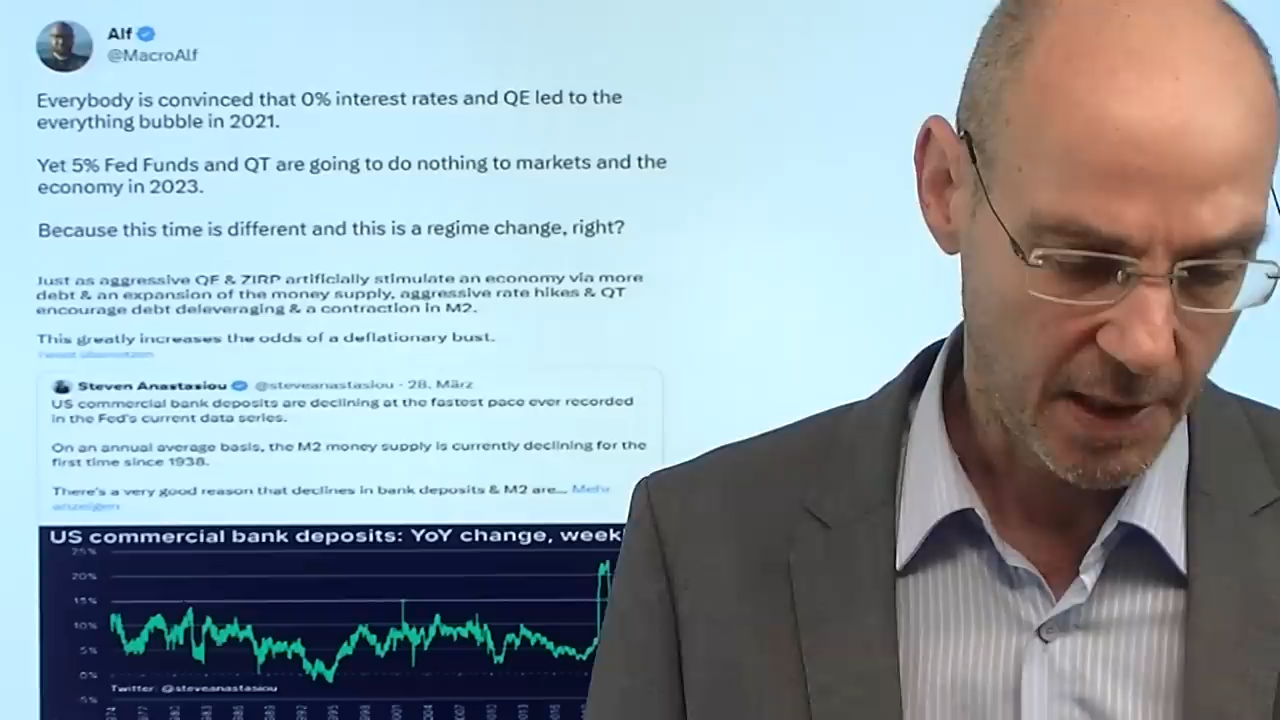 Alf
@MacroAlf
Everybody is convinced that 0% interest rates and QE led to the
everything bubble in 2021.
Yet 5% Fed Funds and QT are going to do nothing to markets and the
economy in 2023.
Because this time is different and this is a regime change, right?
Just as aggressive QE & ZIRP artificially stimulate an economy via more
debt & an expansion of the money supply, aggressive rate hikes & QT
encourage debt deleveraging & a contraction in M2.
This greatly increases the odds of a deflationary bust.
Tweet übersetzen
Steven Anastasiou @steveanastasiou · 28. März
US commercial bank deposits are declining at the fastest pace ever recorded
in the Fed's current data series.
On an annual average basis, the M2 money supply is currently declining for the
first time since 1938.
There's a very good reason that declines in bank deposits & M2 are... Mehr
anzeigen
US commercial bank deposits: YoY change, week
25%
20%
15%
10%
5%
0%
Twitter: @steveanastasiou